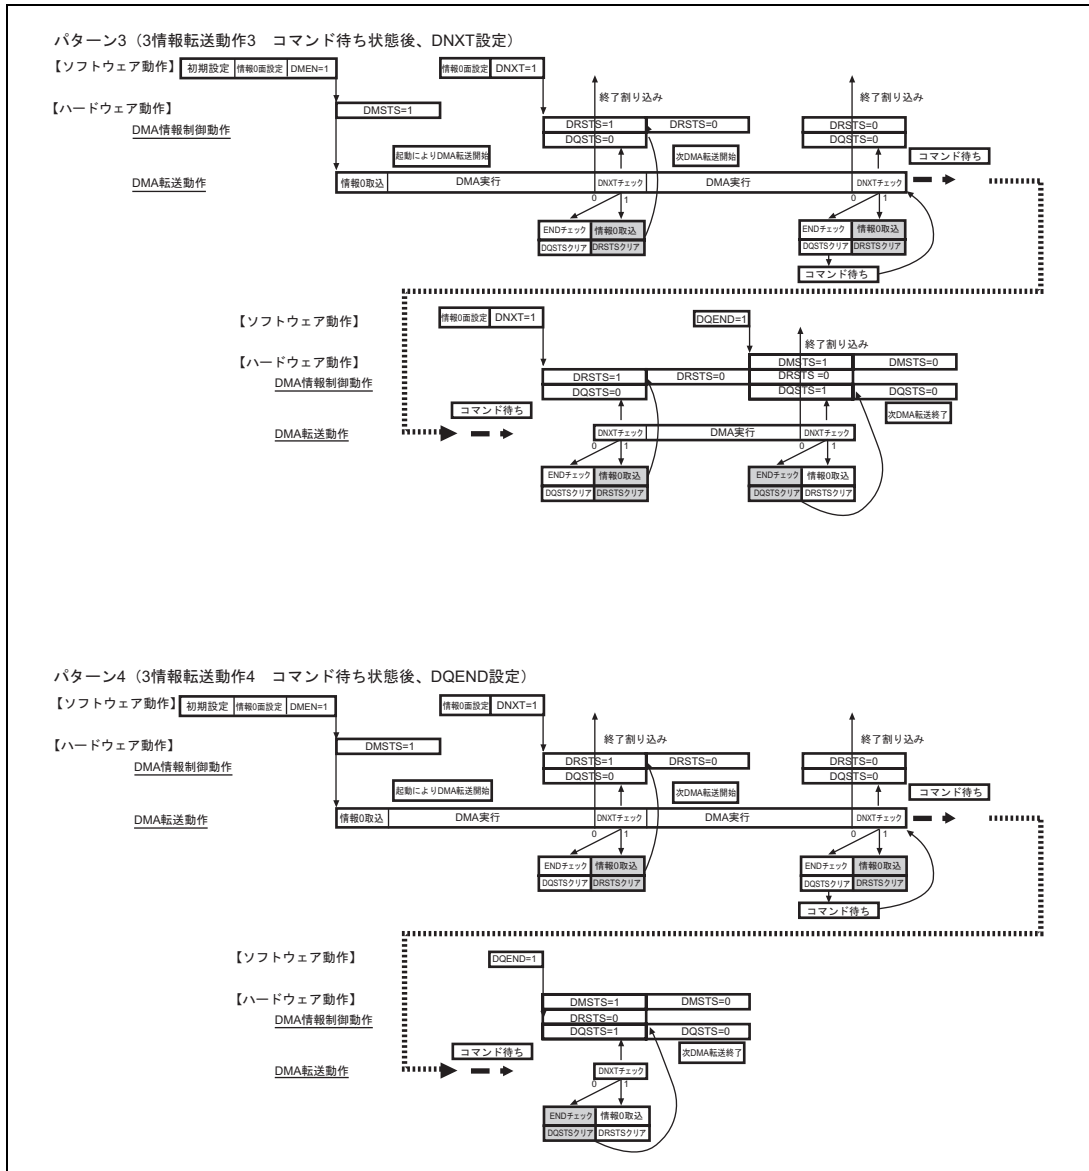 パターン3（3情報転送動作3　コマンド待ち状態後、DNXT設定）
【ソフトウェア動作】 初期設定 情報0面設定 DMEN=1 情報0面設定 DNXT=1
終了割り込み 終了割り込み
【ハードウェア動作】 DMSTS=1
DMA情報制御動作 DRSTS=1 DRSTS=0 DRSTS=0
DQSTS=0 DQSTS=0
起動によりDMA転送開始 次DMA転送開始 コマンド待ち
DMA転送動作 情報0取込 DMA実行 DNXTチェック DMA実行 DNXTチェック
0 1 0 1
ENDチェック 情報0取込 ENDチェック 情報0取込
DQSTSクリア DRSTSクリア DQSTSクリア DRSTSクリア
コマンド待ち
【ソフトウェア動作】 情報0面設定 DNXT=1 DQEND=1
終了割り込み
【ハードウェア動作】 DMSTS=1 DMSTS=0
DMA情報制御動作 DRSTS=1 DRSTS=0 DRSTS =0
DQSTS=0 DQSTS=1 DQSTS=0
コマンド待ち 次DMA転送終了
DMA転送動作 DNXTチェック DMA実行 DNXTチェック
0 1 0 1
ENDチェック 情報0取込 ENDチェック 情報0取込
DQSTSクリア DRSTSクリア DQSTSクリア DRSTSクリア
パターン4（3情報転送動作4　コマンド待ち状態後、DQEND設定）
【ソフトウェア動作】 初期設定 情報0面設定 DMEN=1 情報0面設定 DNXT=1
終了割り込み 終了割り込み
【ハードウェア動作】 DMSTS=1
DMA情報制御動作 DRSTS=1 DRSTS=0 DRSTS=0
DQSTS=0 DQSTS=0
起動によりDMA転送開始 次DMA転送開始 コマンド待ち
DMA転送動作 情報0取込 DMA実行 DNXTチェック DMA実行 DNXTチェック
0 1 0 1
ENDチェック 情報0取込 ENDチェック 情報0取込
DQSTSクリア DRSTSクリア DQSTSクリア DRSTSクリア
コマンド待ち
【ソフトウェア動作】 DQEND=1
【ハードウェア動作】 DMSTS=1 DMSTS=0
DMA情報制御動作 DRSTS=0
DQSTS=1 DQSTS=0
コマンド待ち 次DMA転送終了
DMA転送動作 DNXTチェック
0 1
ENDチェック 情報0取込
DQSTSクリア DRSTSクリア